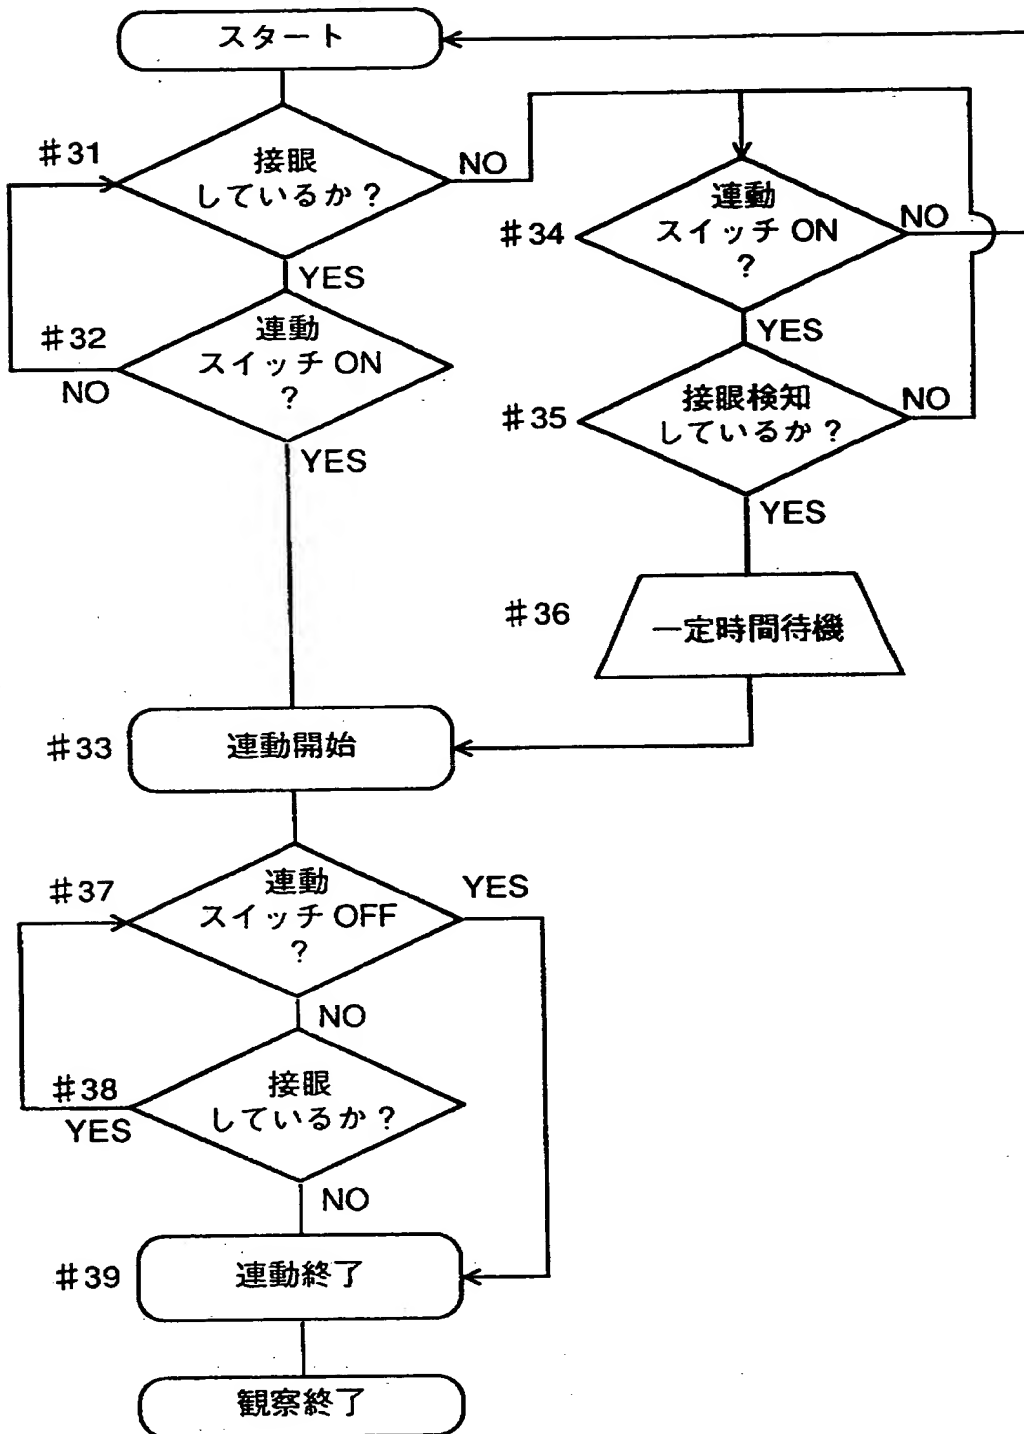 スタート
#31
接眼
しているか?
NO
YES
#32
連動
スイッチ ON
?
NO
YES
#34
連動
スイッチ ON
?
NO
YES
#35
接眼検知
しているか?
NO
YES
#36
一定時間待機
#33
連動開始
#37
連動
スイッチ OFF
?
YES
NO
#38
接眼
しているか?
YES
NO
#39
連動終了
観察終了